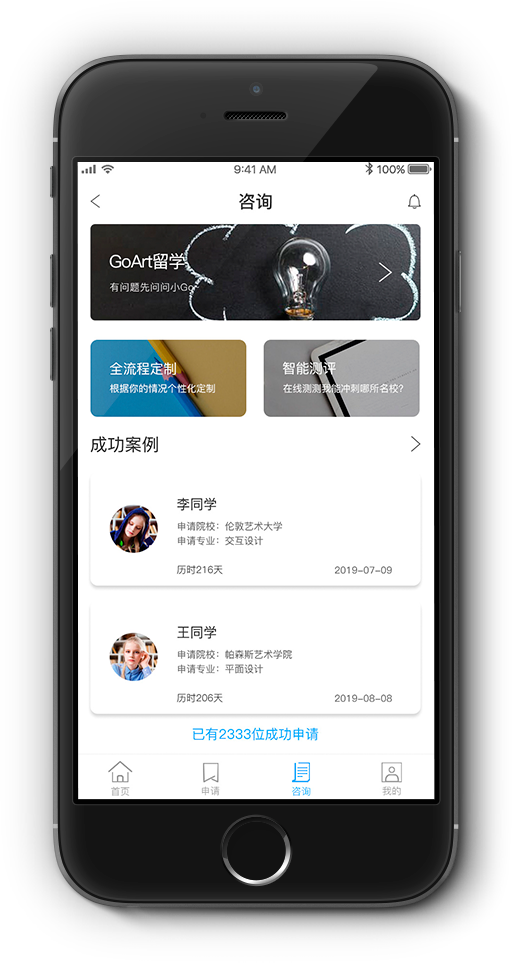 9:41 AM
100%
咨询
GoArt留学
有问题先问问小Go~
全流程定制
根据你的情况个性化定制
智能测评
在线测测我能冲刺哪所名校?
成功案例
李同学
申请院校：伦敦艺术大学
申请专业：交互设计
历时216天
2019-07-09
王同学
申请院校：帕森斯艺术学院
申请专业：平面设计
历时206天
2019-08-08
已有2333位成功申请
首页
申请
咨询
我的